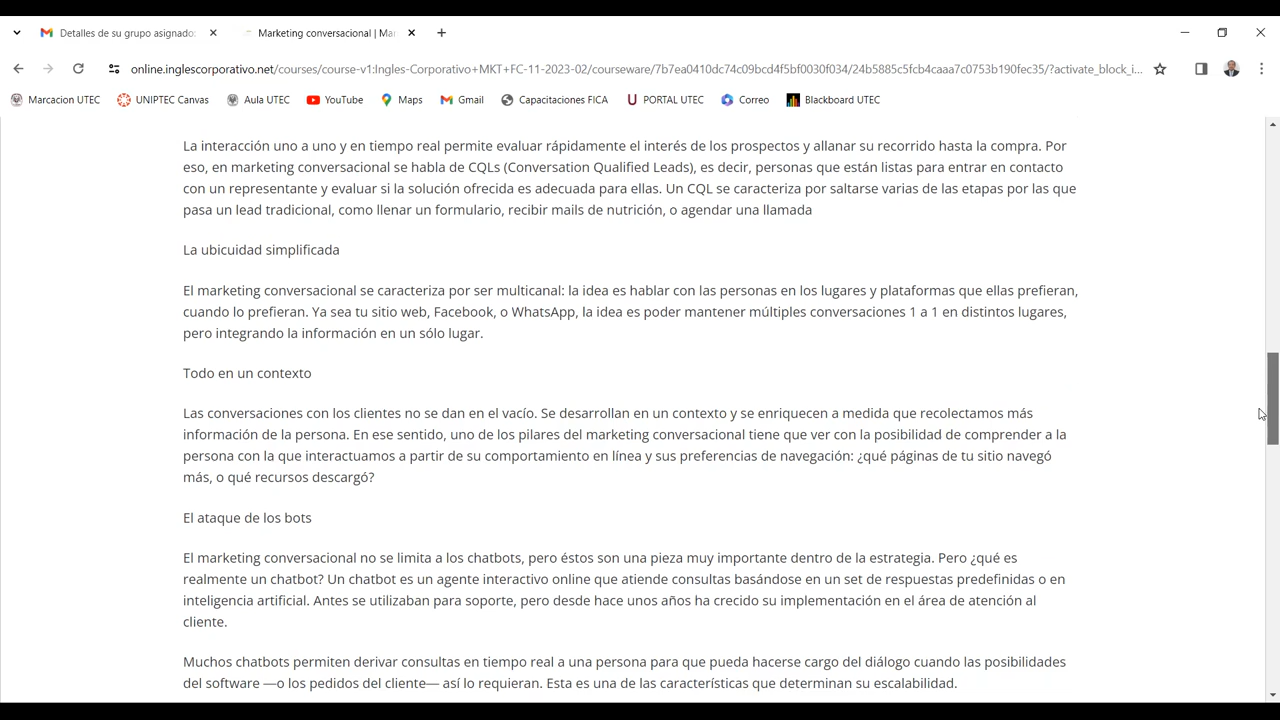 Detalles de su grupo asignado
Marketing conversacional | Mar
online.inglescorporativo.net/courses/course-v1:Ingles-Corporativo+MKT+FC-11-2023-02/courseware/7b7ea0410dc74c09bcd4f5bf0030f034/24b5885c5fcb4caaa7c0753b190fec35/?activate_block_i...
Marcacion UTEC UNIPTEC Canvas Aula UTEC YouTube Maps Gmail Capacitaciones FICA PORTAL UTEC Correo Blackboard UTEC
La interacción uno a uno y en tiempo real permite evaluar rápidamente el interés de los prospectos y allanar su recorrido hasta la compra. Por
eso, en marketing conversacional se habla de CQLs (Conversation Qualified Leads), es decir, personas que están listas para entrar en contacto
con un representante y evaluar si la solución ofrecida es adecuada para ellas. Un CQL se caracteriza por saltarse varias de las etapas por las que
pasa un lead tradicional, como llenar un formulario, recibir mails de nutrición, o agendar una llamada
La ubicuidad simplificada
El marketing conversacional se caracteriza por ser multicanal: la idea es hablar con las personas en los lugares y plataformas que ellas prefieran,
cuando lo prefieran. Ya sea tu sitio web, Facebook, o WhatsApp, la idea es poder mantener múltiples conversaciones 1 a 1 en distintos lugares,
pero integrando la información en un sólo lugar.
Todo en un contexto
Las conversaciones con los clientes no se dan en el vacío. Se desarrollan en un contexto y se enriquecen a medida que recolectamos más
información de la persona. En ese sentido, uno de los pilares del marketing conversacional tiene que ver con la posibilidad de comprender a la
persona con la que interactuamos a partir de su comportamiento en línea y sus preferencias de navegación: ¿qué páginas de tu sitio navegó
más, o qué recursos descargó?
El ataque de los bots
El marketing conversacional no se limita a los chatbots, pero éstos son una pieza muy importante dentro de la estrategia. Pero ¿qué es
realmente un chatbot? Un chatbot es un agente interactivo online que atiende consultas basándose en un set de respuestas predefinidas o en
inteligencia artificial. Antes se utilizaban para soporte, pero desde hace unos años ha crecido su implementación en el área de atención al
cliente.
Muchos chatbots permiten derivar consultas en tiempo real a una persona para que pueda hacerse cargo del diálogo cuando las posibilidades
del software —o los pedidos del cliente— así lo requieran. Esta es una de las características que determinan su escalabilidad.